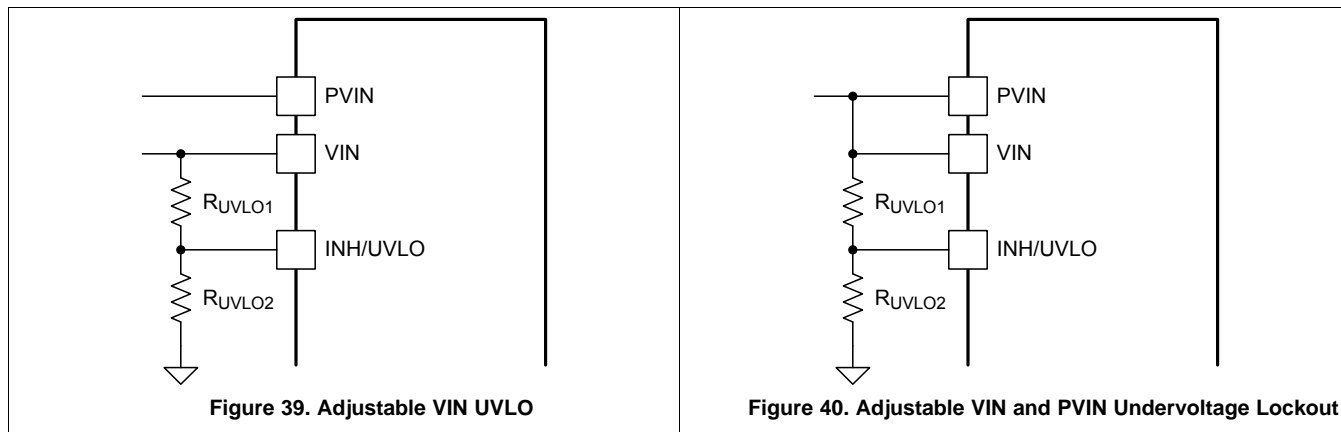 PVIN
VIN
RUVLO1
INH/UVLO
RUVLO2
Figure 39. Adjustable VIN UVLO
PVIN
VIN
RUVLO1
INH/UVLO
RUVLO2
Figure 40. Adjustable VIN and PVIN Undervoltage Lockout